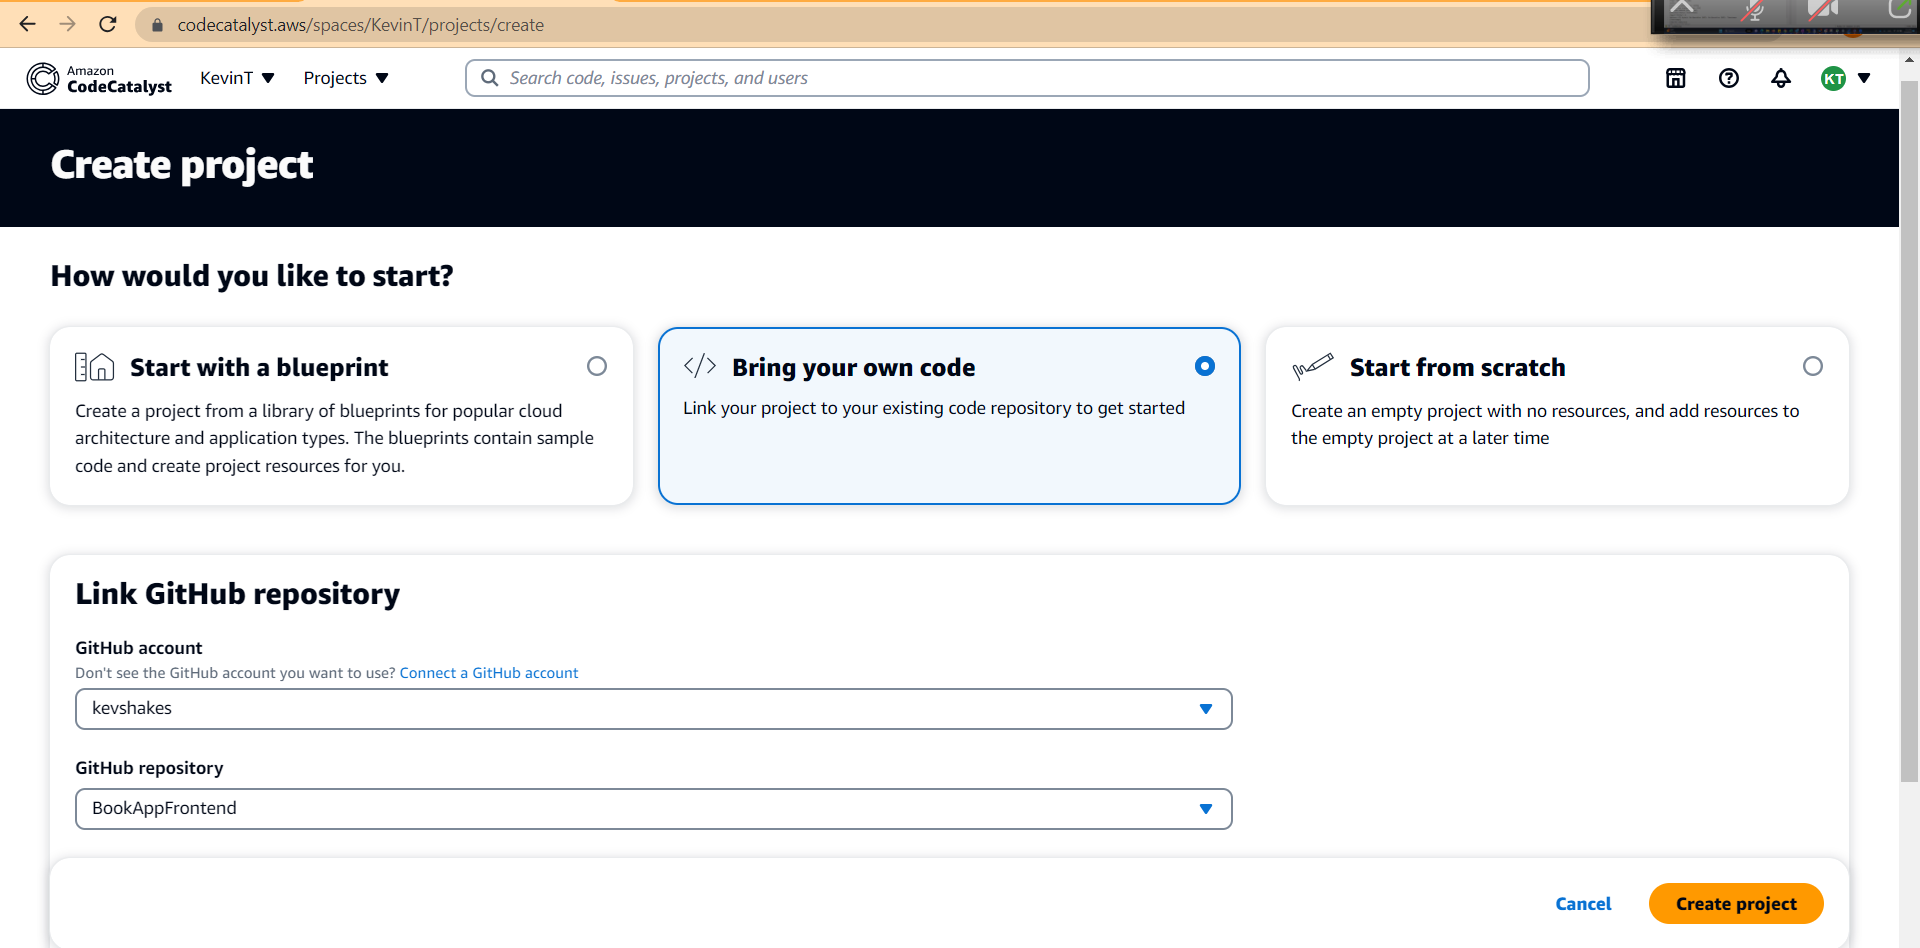 codecatalyst.aws/spaces/KevinT/projects/create
Amazon
CodeCatalyst
KevinT
Projects
Search code, issues, projects, and users
KT
Create project
How would you like to start?
Start with a blueprint
Create a project from a library of blueprints for popular cloud
architecture and application types. The blueprints contain sample
code and create project resources for you.
Bring your own code
Link your project to your existing code repository to get started
Start from scratch
Create an empty project with no resources, and add resources to
the empty project at a later time
Link GitHub repository
GitHub account
Don't see the GitHub account you want to use? Connect a GitHub account
kevshakes
GitHub repository
BookAppFrontend
Cancel
Create project